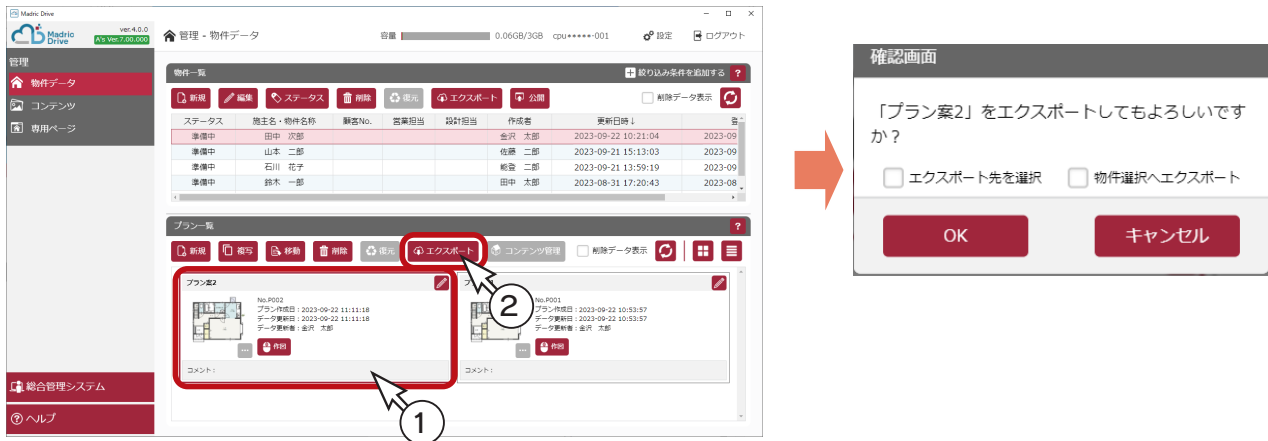 Madric Drive
Madric Drive
ver.4.0.0
A's Ver.7.00.000
管理 - 物件データ
容量 0.06GB/3GB cpu*****-001 設定 ログアウト
管理
物件データ
コンテンツ
専用ページ
総合管理システム
ヘルプ
物件一覧 絞り込み条件を追加する ?
新規 編集 ステータス 削除 復元 エクスポート 公開 削除データ表示
ステータス 施主名・物件名称 顧客No. 営業担当 設計担当 作成者 更新日時↓
準備中 田中 次郎 金沢 太郎 2023-09-22 10:21:04 2023-09
準備中 山本 二郎 佐藤 二郎 2023-09-21 15:13:03 2023-09
準備中 石川 花子 能登 二郎 2023-09-21 13:59:19 2023-09
準備中 鈴木 一郎 田中 太郎 2023-08-31 17:20:43 2023-08
プラン一覧 ?
新規 複写 移動 削除 復元 エクスポート コンテンツ管理 削除データ表示
プラン案2
No.P002
プラン作成日:2023-09-22 11:11:18
データ更新日:2023-09-22 11:11:18
データ更新者:金沢 太郎
... 作図
コメント:
No.P001
プラン作成日:2023-09-22 10:53:57
データ更新日:2023-09-22 10:53:57
データ更新者:金沢 太郎
... 作図
コメント:
1
2
確認画面
「プラン案2」をエクスポートしてもよろしいです
か?
エクスポート先を選択 物件選択へエクスポート
OK キャンセル